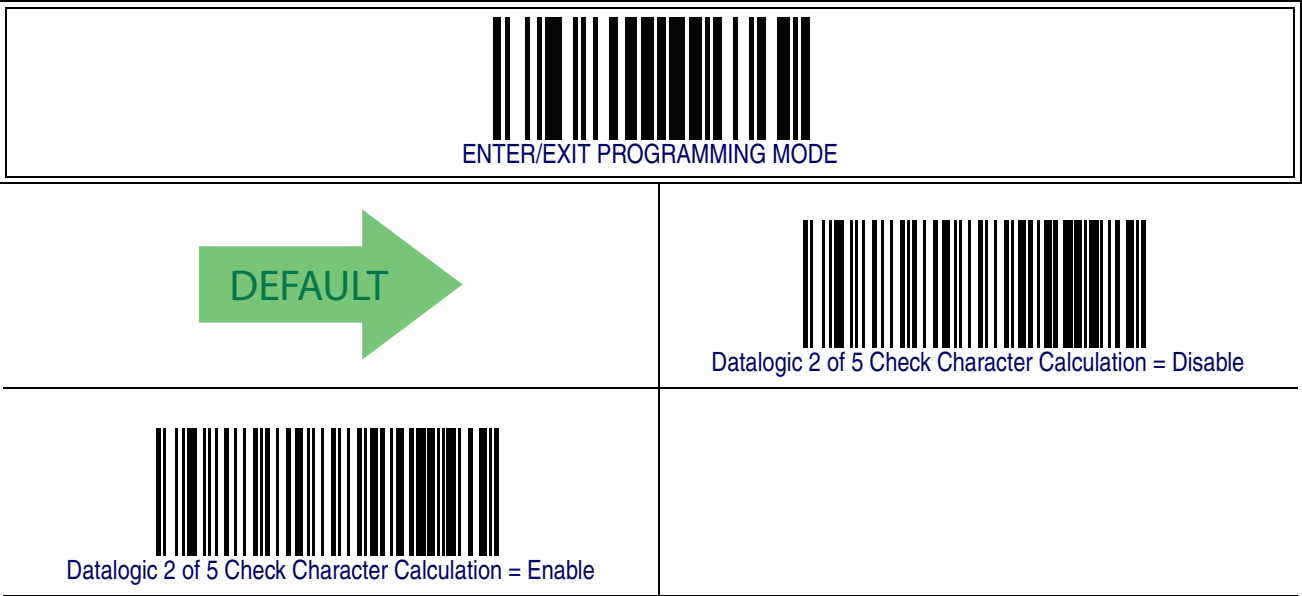 ENTER/EXIT PROGRAMMING MODE
DEFAULT
Datalogic 2 of 5 Check Character Calculation = Disable
Datalogic 2 of 5 Check Character Calculation = Enable